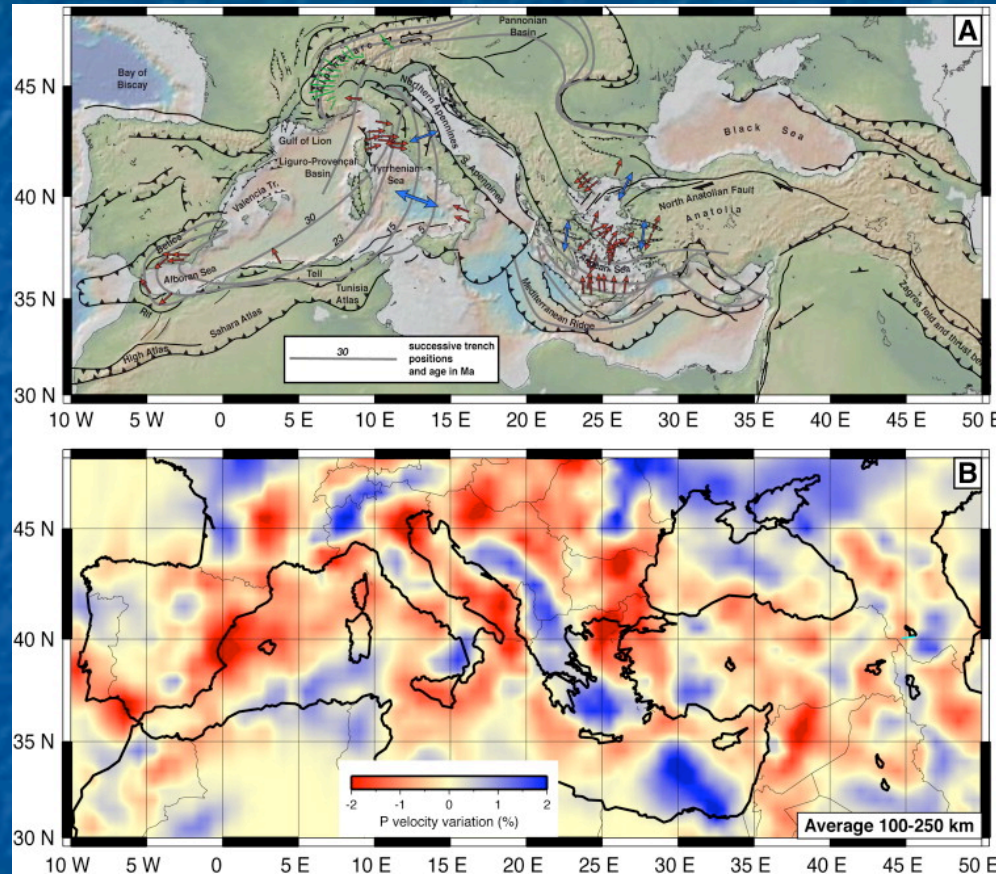 A
Pannonian
Basin
Bay of
Biscay
45 N
Northern Apennines
Gulf of Lion
Liguro-Provençal
Basin
Black Sea
Tyrrhenian
Sea
Apennines
40 N
Valencia Tr.
North Anatolian Fault
Anatolia
30
23
15
5
Betics
Alboran Sea
Sea
35 N
Rif
Tell
Tunisia
Atlas
Mediterranean Ridge
Zagros fold and thrust belt
Sahara Atlas
High Atlas
30
successive trench
positions
and age in Ma
30 N
10 W 5 W 0 5 E 10 E 15 E 20 E 25 E 30 E 35 E 40 E 45 E 50 E
B
45 N
40 N
35 N
-2 -1 0 1 2
P velocity variation (%)
Average 100-250 km
30 N
10 W 5 W 0 5 E 10 E 15 E 20 E 25 E 30 E 35 E 40 E 45 E 50 E